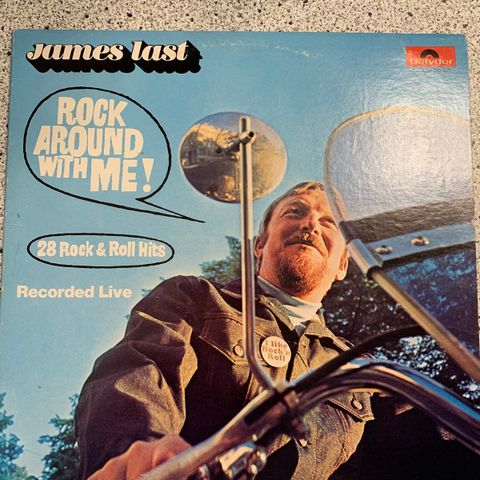 james last
polydor
ROCK
AROUND
WITH ME!
28 Rock & Roll Hits
Recorded Live
I like
Rock'n
Roll